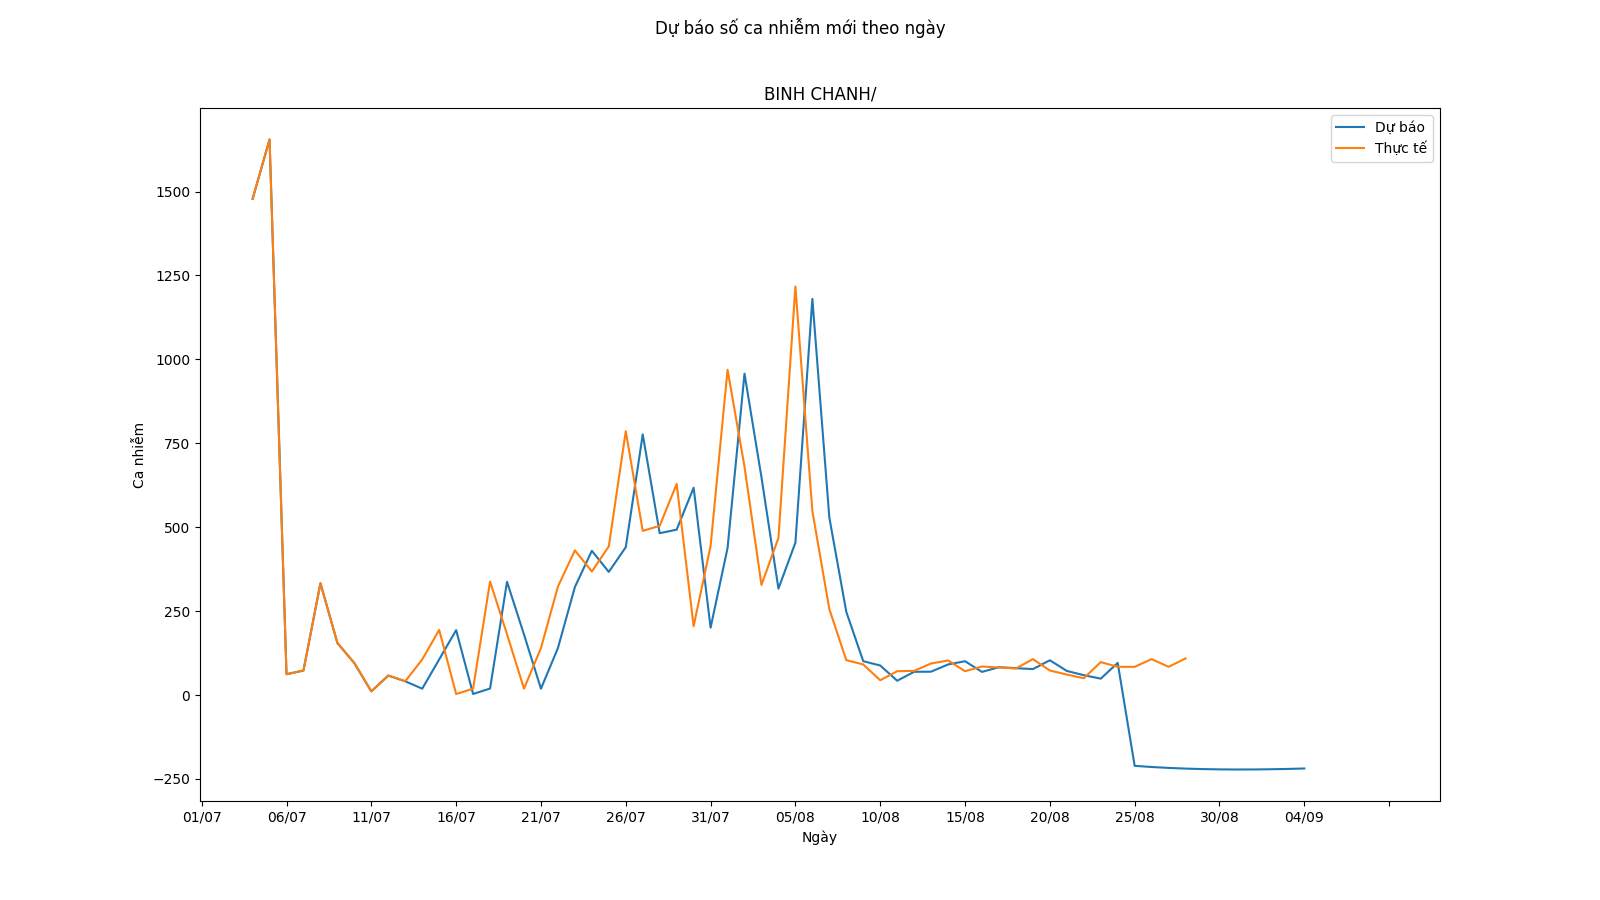 Dự báo số ca nhiễm mới theo ngày
BINH CHANH/
Dự báo
Thực tế
1500
1250
1000
750
500
250
0
−250
Ca nhiễm
01/07 06/07 11/07 16/07 21/07 26/07 31/07 05/08 10/08 15/08 20/08 25/08 30/08 04/09
Ngày